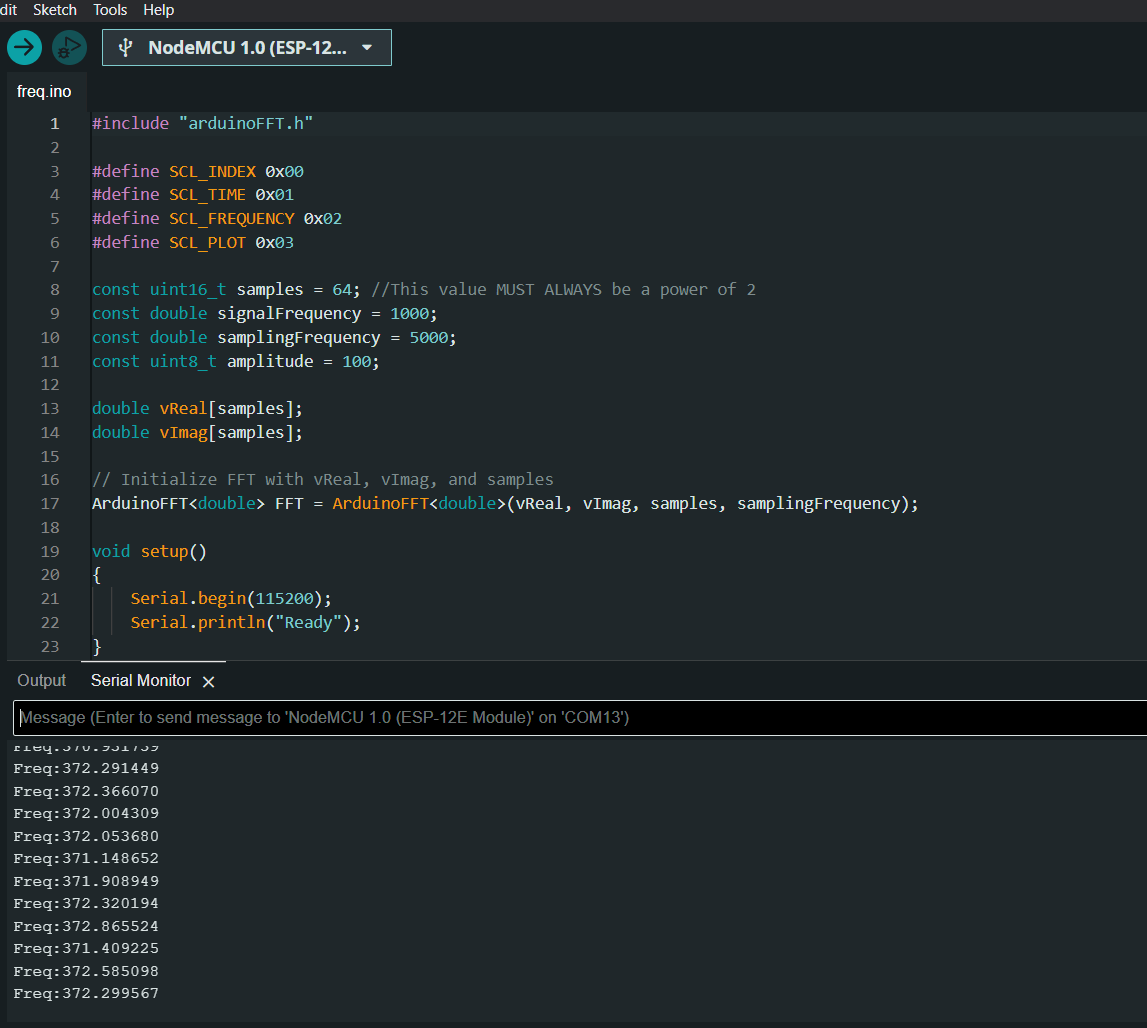 dit Sketch Tools Help
NodeMCU 1.0 (ESP-12...
freq.ino
1 #include "arduinoFFT.h"
2
3 #define SCL_INDEX 0x00
4 #define SCL_TIME 0x01
5 #define SCL_FREQUENCY 0x02
6 #define SCL_PLOT 0x03
7
8 const uint16_t samples = 64; //This value MUST ALWAYS be a power of 2
9 const double signalFrequency = 1000;
10 const double samplingFrequency = 5000;
11 const uint8_t amplitude = 100;
12
13 double vReal[samples];
14 double vImag[samples];
15
16 // Initialize FFT with vReal, vImag, and samples
17 ArduinoFFT<double> FFT = ArduinoFFT<double>(vReal, vImag, samples, samplingFrequency);
18
19 void setup()
20 {
21 Serial.begin(115200);
22 Serial.println("Ready");
23 }
Output Serial Monitor
Message (Enter to send message to 'NodeMCU 1.0 (ESP-12E Module)' on 'COM13')
Freq:370.931739
Freq:372.291449
Freq:372.366070
Freq:372.004309
Freq:372.053680
Freq:371.148652
Freq:371.908949
Freq:372.320194
Freq:372.865524
Freq:371.409225
Freq:372.585098
Freq:372.299567